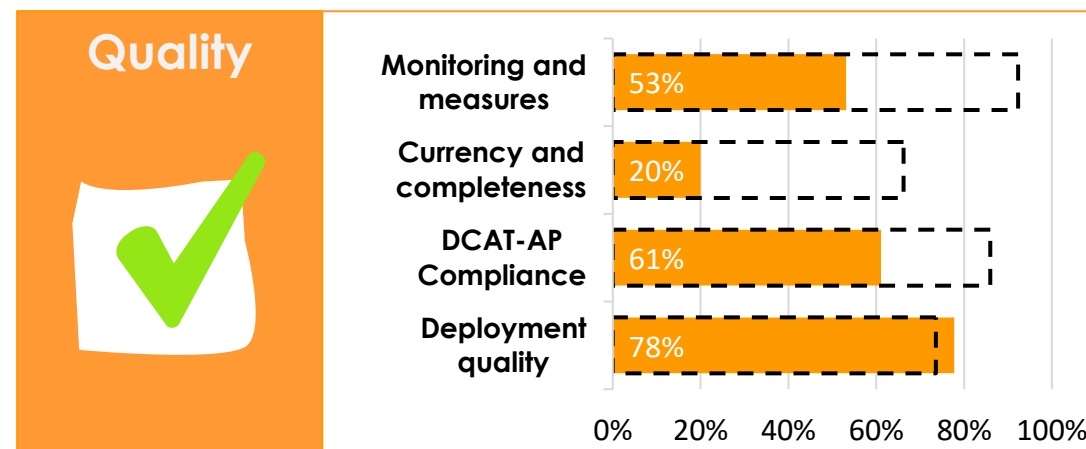 Quality
Monitoring and
measures
53%
Currency and
completeness
20%
DCAT-AP
Compliance
61%
Deployment
quality
78%
0% 20% 40% 60% 80% 100%